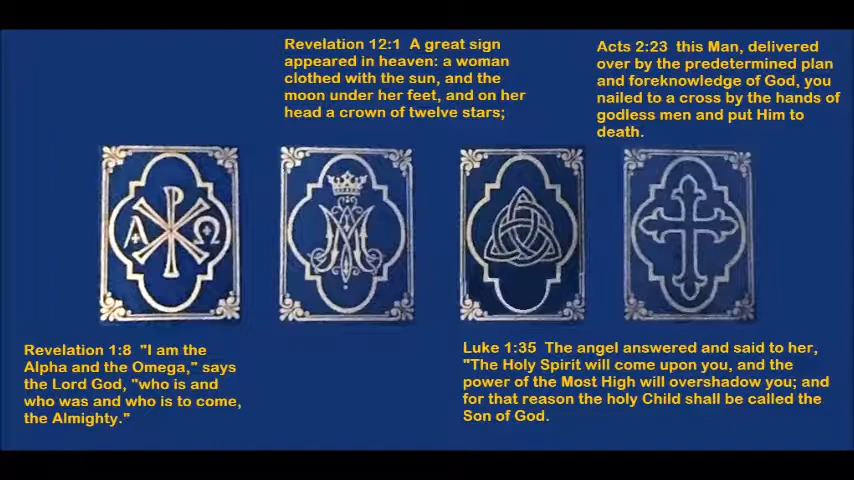 Revelation 12:1  A great sign
appeared in heaven: a woman
clothed with the sun, and the
moon under her feet, and on her
head a crown of twelve stars;
Acts 2:23  this Man, delivered
over by the predetermined plan
and foreknowledge of God, you
nailed to a cross by the hands of
godless men and put Him to
death.
Α Ρ Ω
M
Revelation 1:8  "I am the
Alpha and the Omega," says
the Lord God, "who is and
who was and who is to come,
the Almighty."
Luke 1:35  The angel answered and said to her,
"The Holy Spirit will come upon you, and the
power of the Most High will overshadow you; and
for that reason the holy Child shall be called the
Son of God.